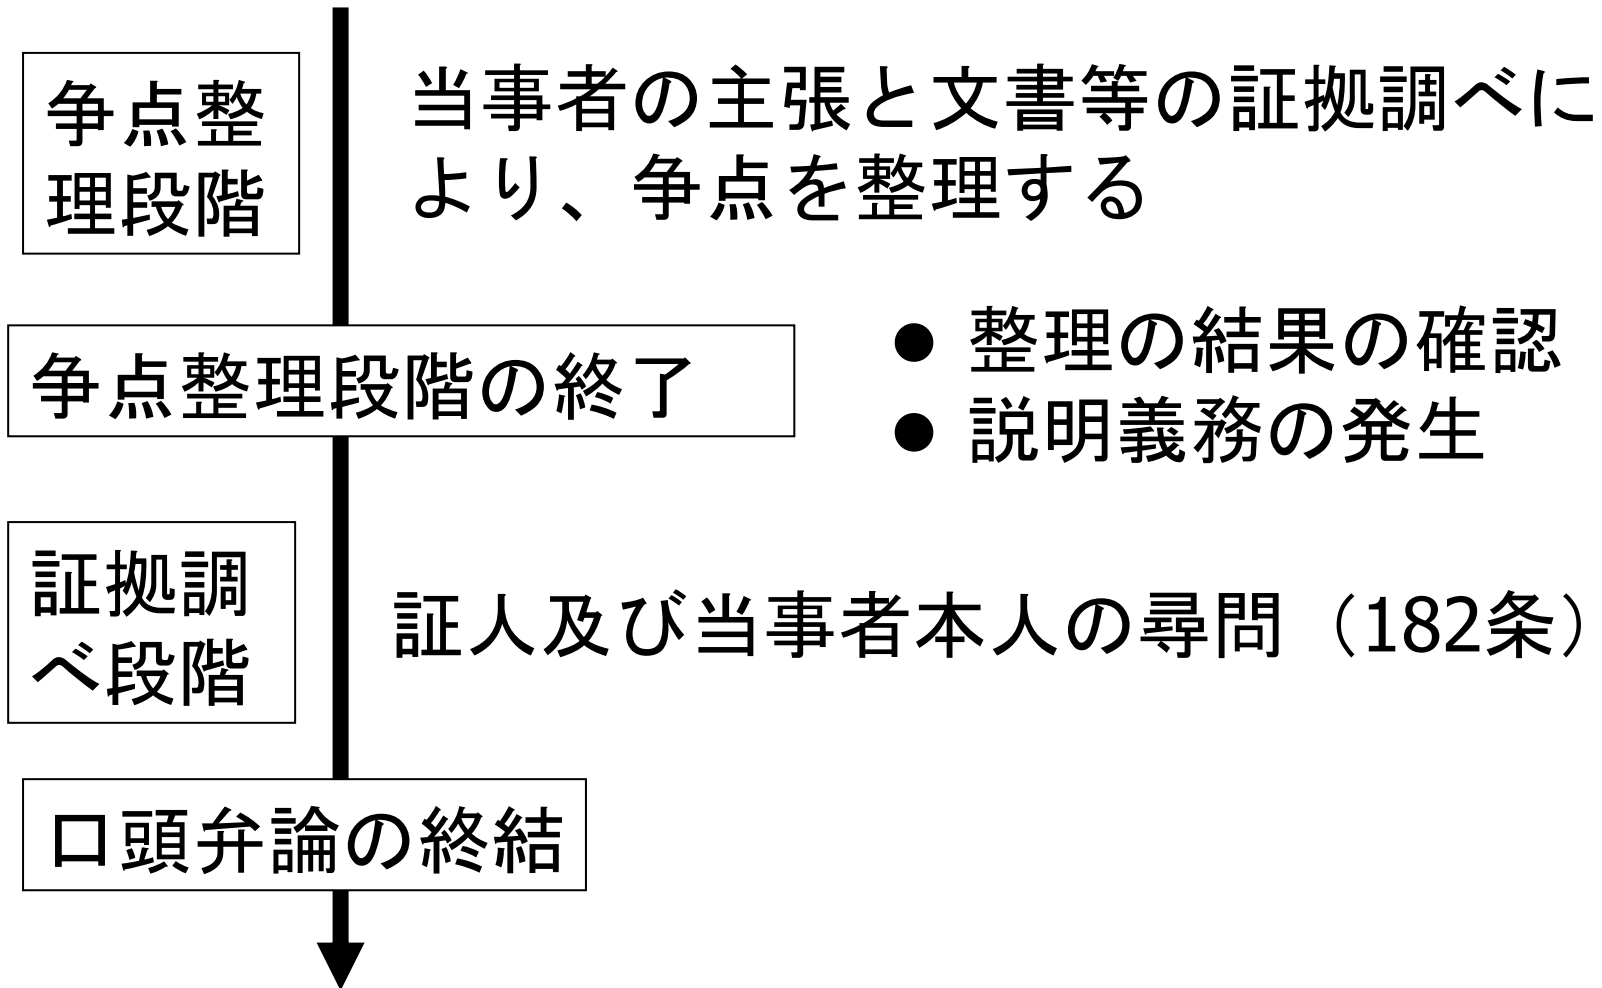 争点整
理段階
当事者の主張と文書等の証拠調べに
より、争点を整理する
争点整理段階の終了
● 整理の結果の確認
● 説明義務の発生
証拠調
べ段階
証人及び当事者本人の尋問（182条）
口頭弁論の終結